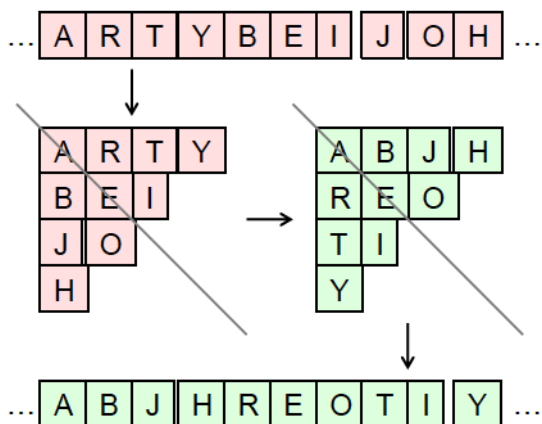 ... A R T Y B E I J O H ...
A R T Y
B E I
J O
H
A B J H
R E O
T I
Y
... A B J H R E O T I Y ...